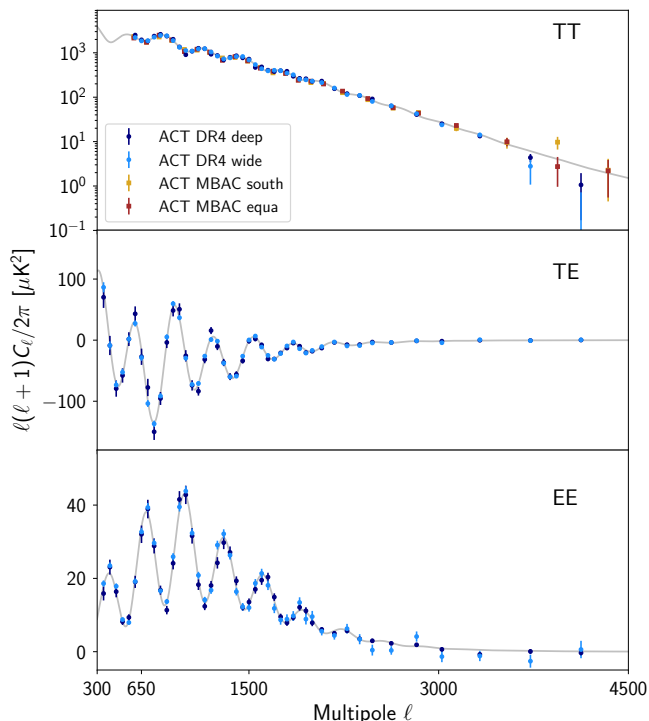 TT
10³
10²
10¹
10⁰
10⁻¹
ACT DR4 deep
ACT DR4 wide
ACT MBAC south
ACT MBAC equa
TE
100
0
−100
ℓ(ℓ + 1)C_ℓ/2π [μK²]
EE
40
20
0
300 650 1500 3000 4500
Multipole ℓ